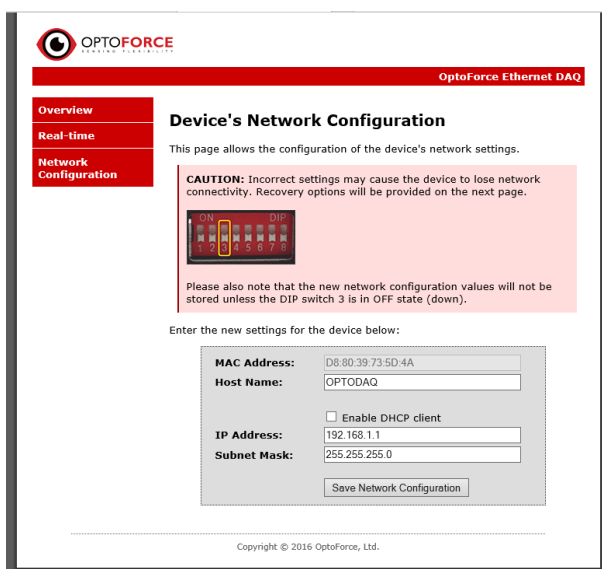 OPTOFORCE
SENSING FLEXIBILITY
OptoForce Ethernet DAQ
Overview
Real-time
Network
Configuration
Device's Network Configuration
This page allows the configuration of the device's network settings.
CAUTION: Incorrect settings may cause the device to lose network
connectivity. Recovery options will be provided on the next page.
ON DIP
1 2 3 4 5 6 7 8
Please also note that the new network configuration values will not be
stored unless the DIP switch 3 is in OFF state (down).
Enter the new settings for the device below:
MAC Address: D8:80:39:73:5D:4A
Host Name: OPTODAQ
Enable DHCP client
IP Address: 192.168.1.1
Subnet Mask: 255.255.255.0
Save Network Configuration
Copyright © 2016 OptoForce, Ltd.